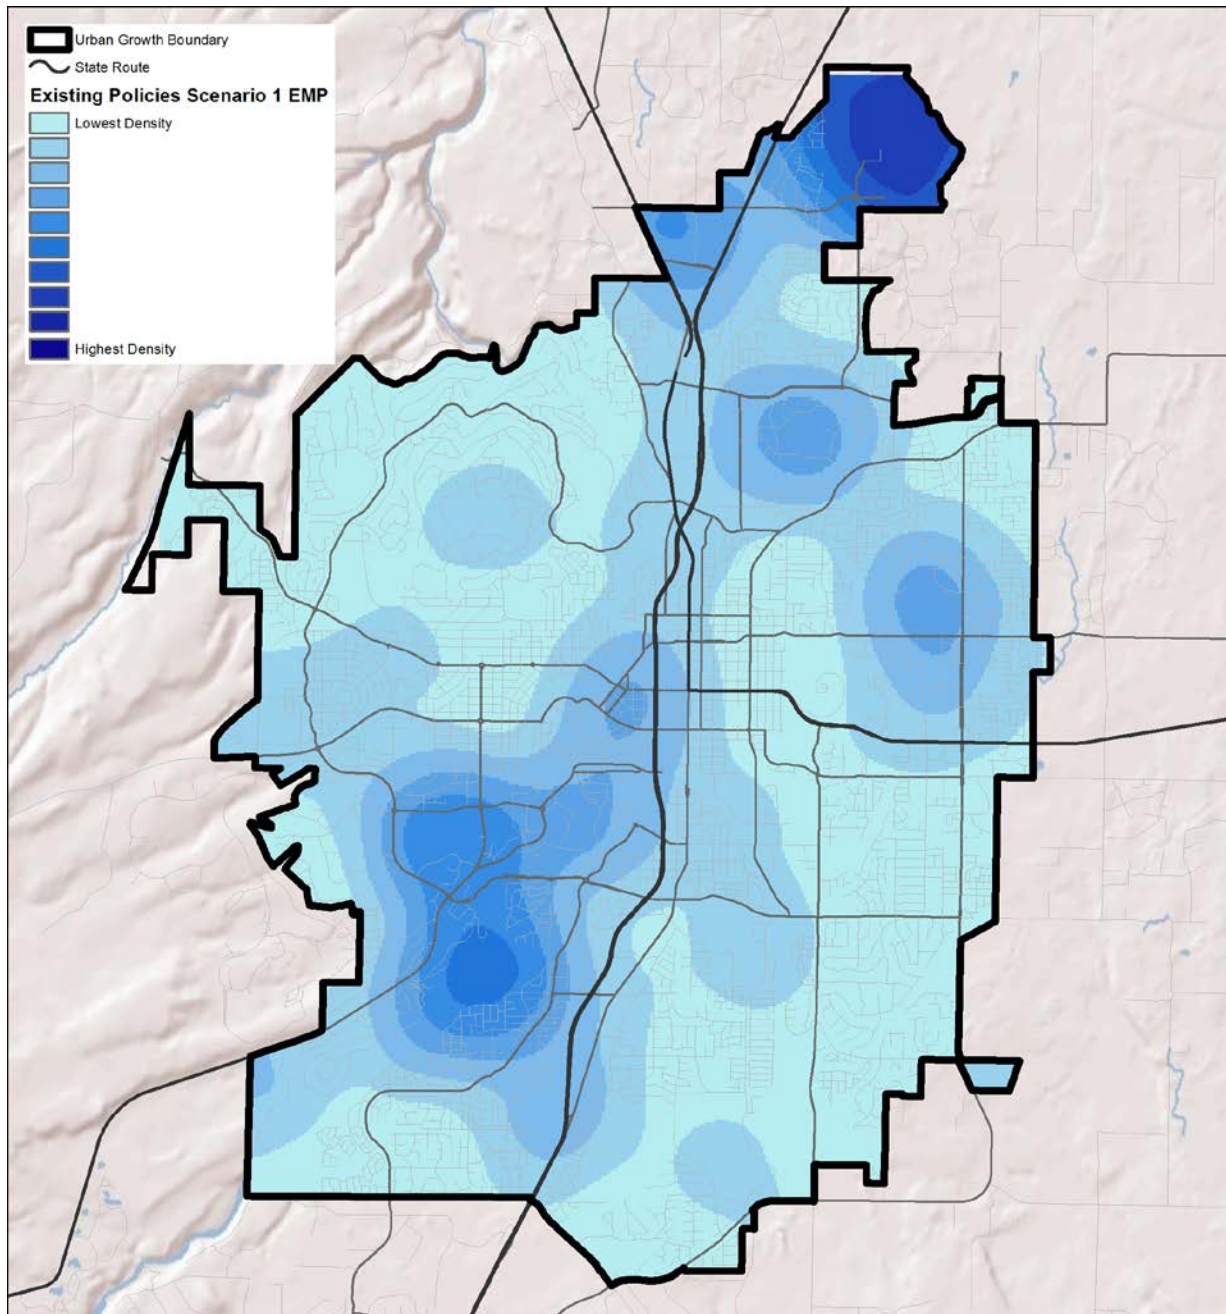 Urban Growth Boundary
State Route
Existing Policies Scenario 1 EMP
Lowest Density
Highest Density